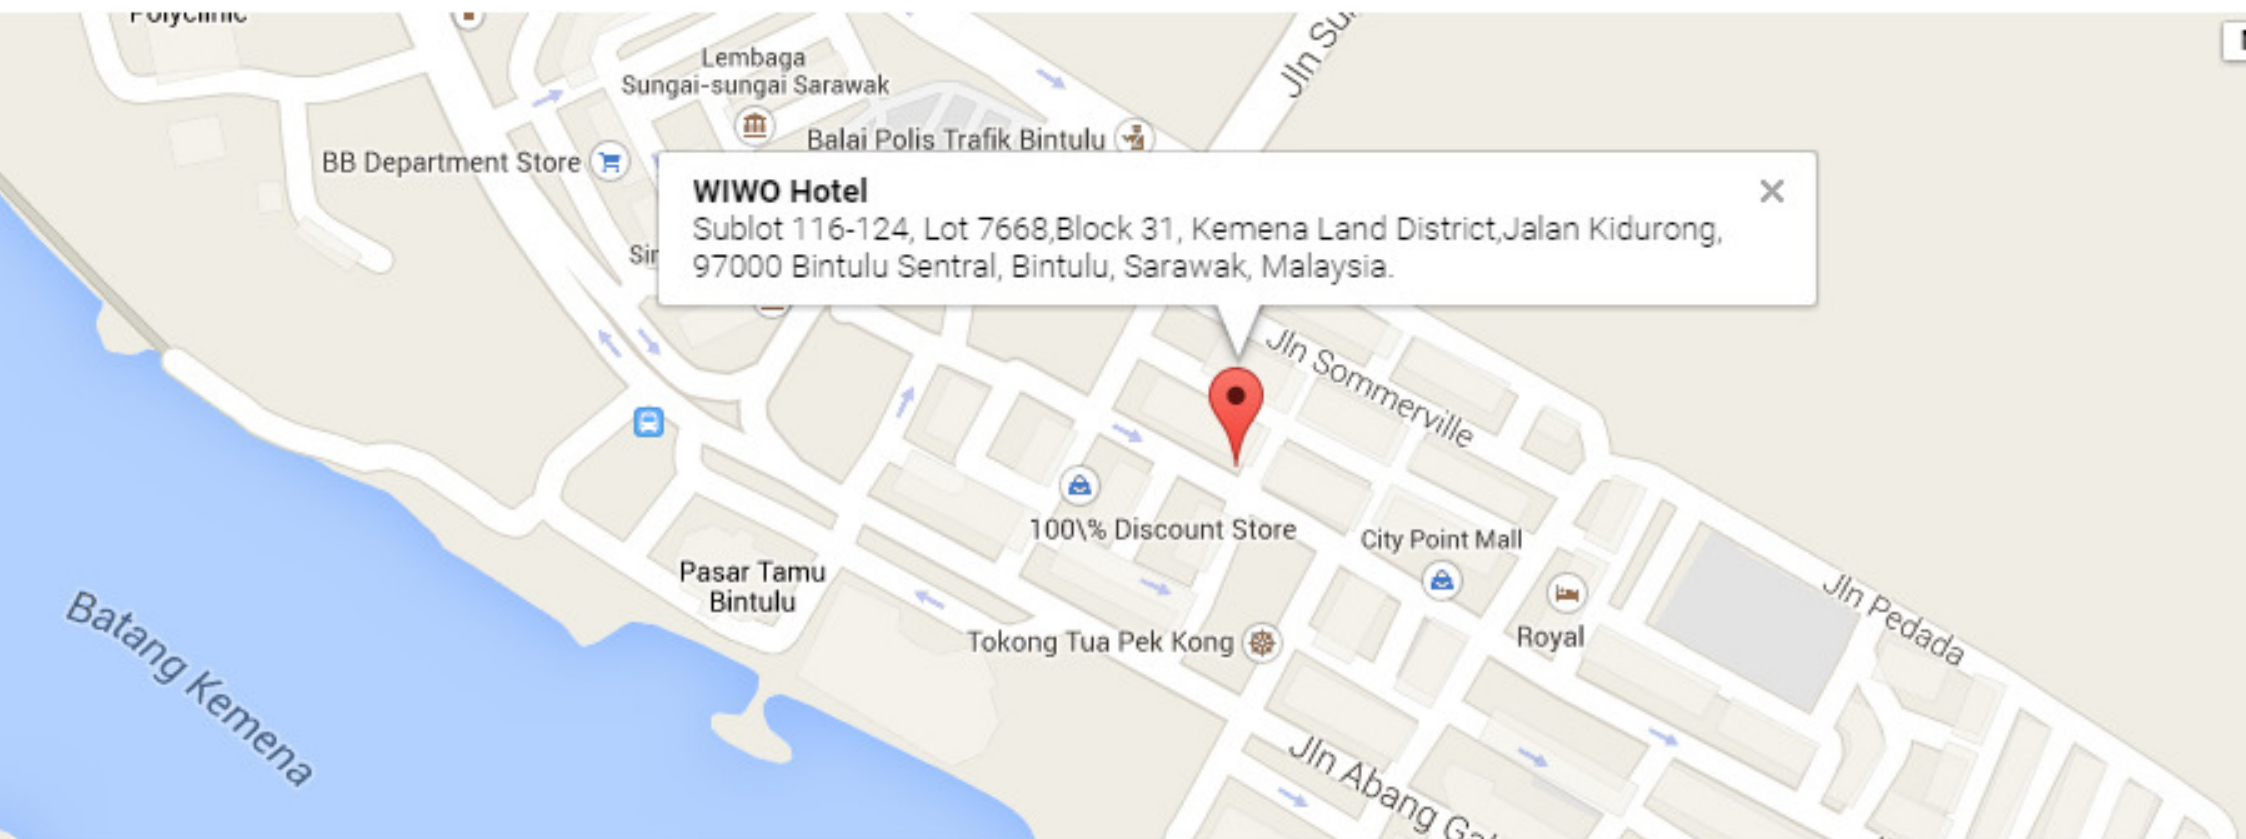 Polyclinic
Lembaga
Sungai-sungai Sarawak
Jln
Balai Polis Trafik Bintulu
BB Department Store
WIWO Hotel
Sublot 116-124, Lot 7668,Block 31, Kemena Land District,Jalan Kidurong,
97000 Bintulu Sentral, Bintulu, Sarawak, Malaysia.
Jln Sommerville
100\% Discount Store
City Point Mall
Pasar Tamu
Bintulu
Jln Pedada
Royal
Tokong Tua Pek Kong
Batang Kemena
Jln Abang